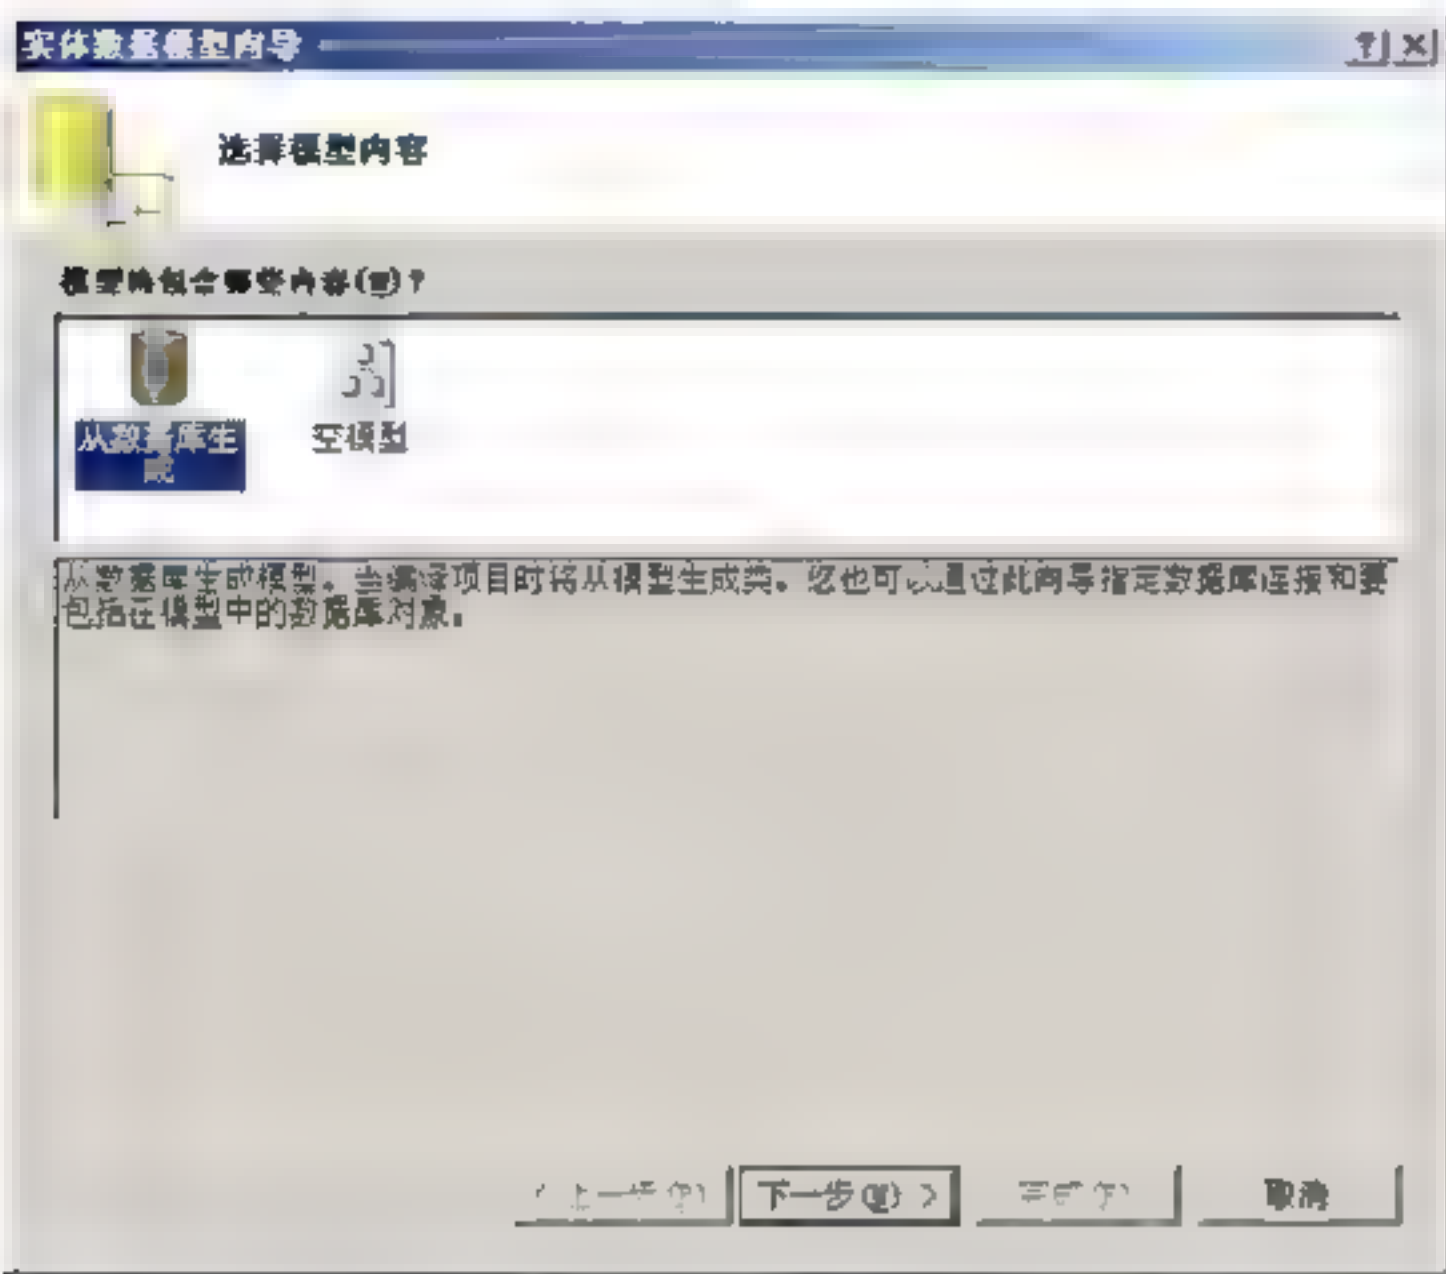 实体数据模型向导
选择模型内容
模型将包含哪些内容(W)?
从数据库生
成
空模型
从数据库生成模型。当编译项目时将从模型生成类。您也可以通过此向导指定数据库连接和要
包括在模型中的数据库对象。
< 上一步(P)
下一步(N) >
完成(F)
取消